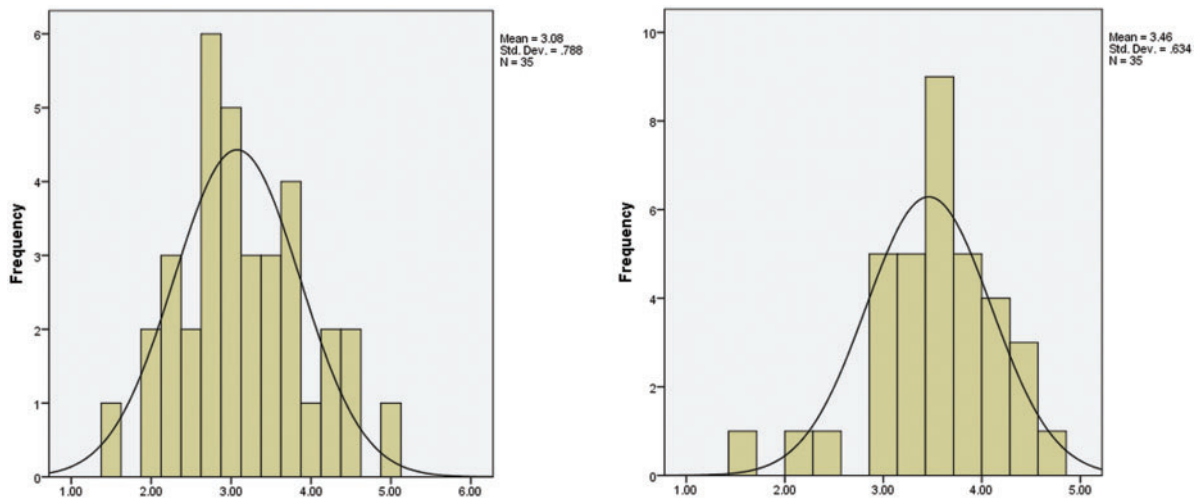 Mean = 3.08
Std. Dev. = .788
N = 35
Frequency
6
5
4
3
2
1
0
1.00 2.00 3.00 4.00 5.00 6.00
Mean = 3.46
Std. Dev. = .634
N = 35
Frequency
10
8
6
4
2
0
1.00 2.00 3.00 4.00 5.00